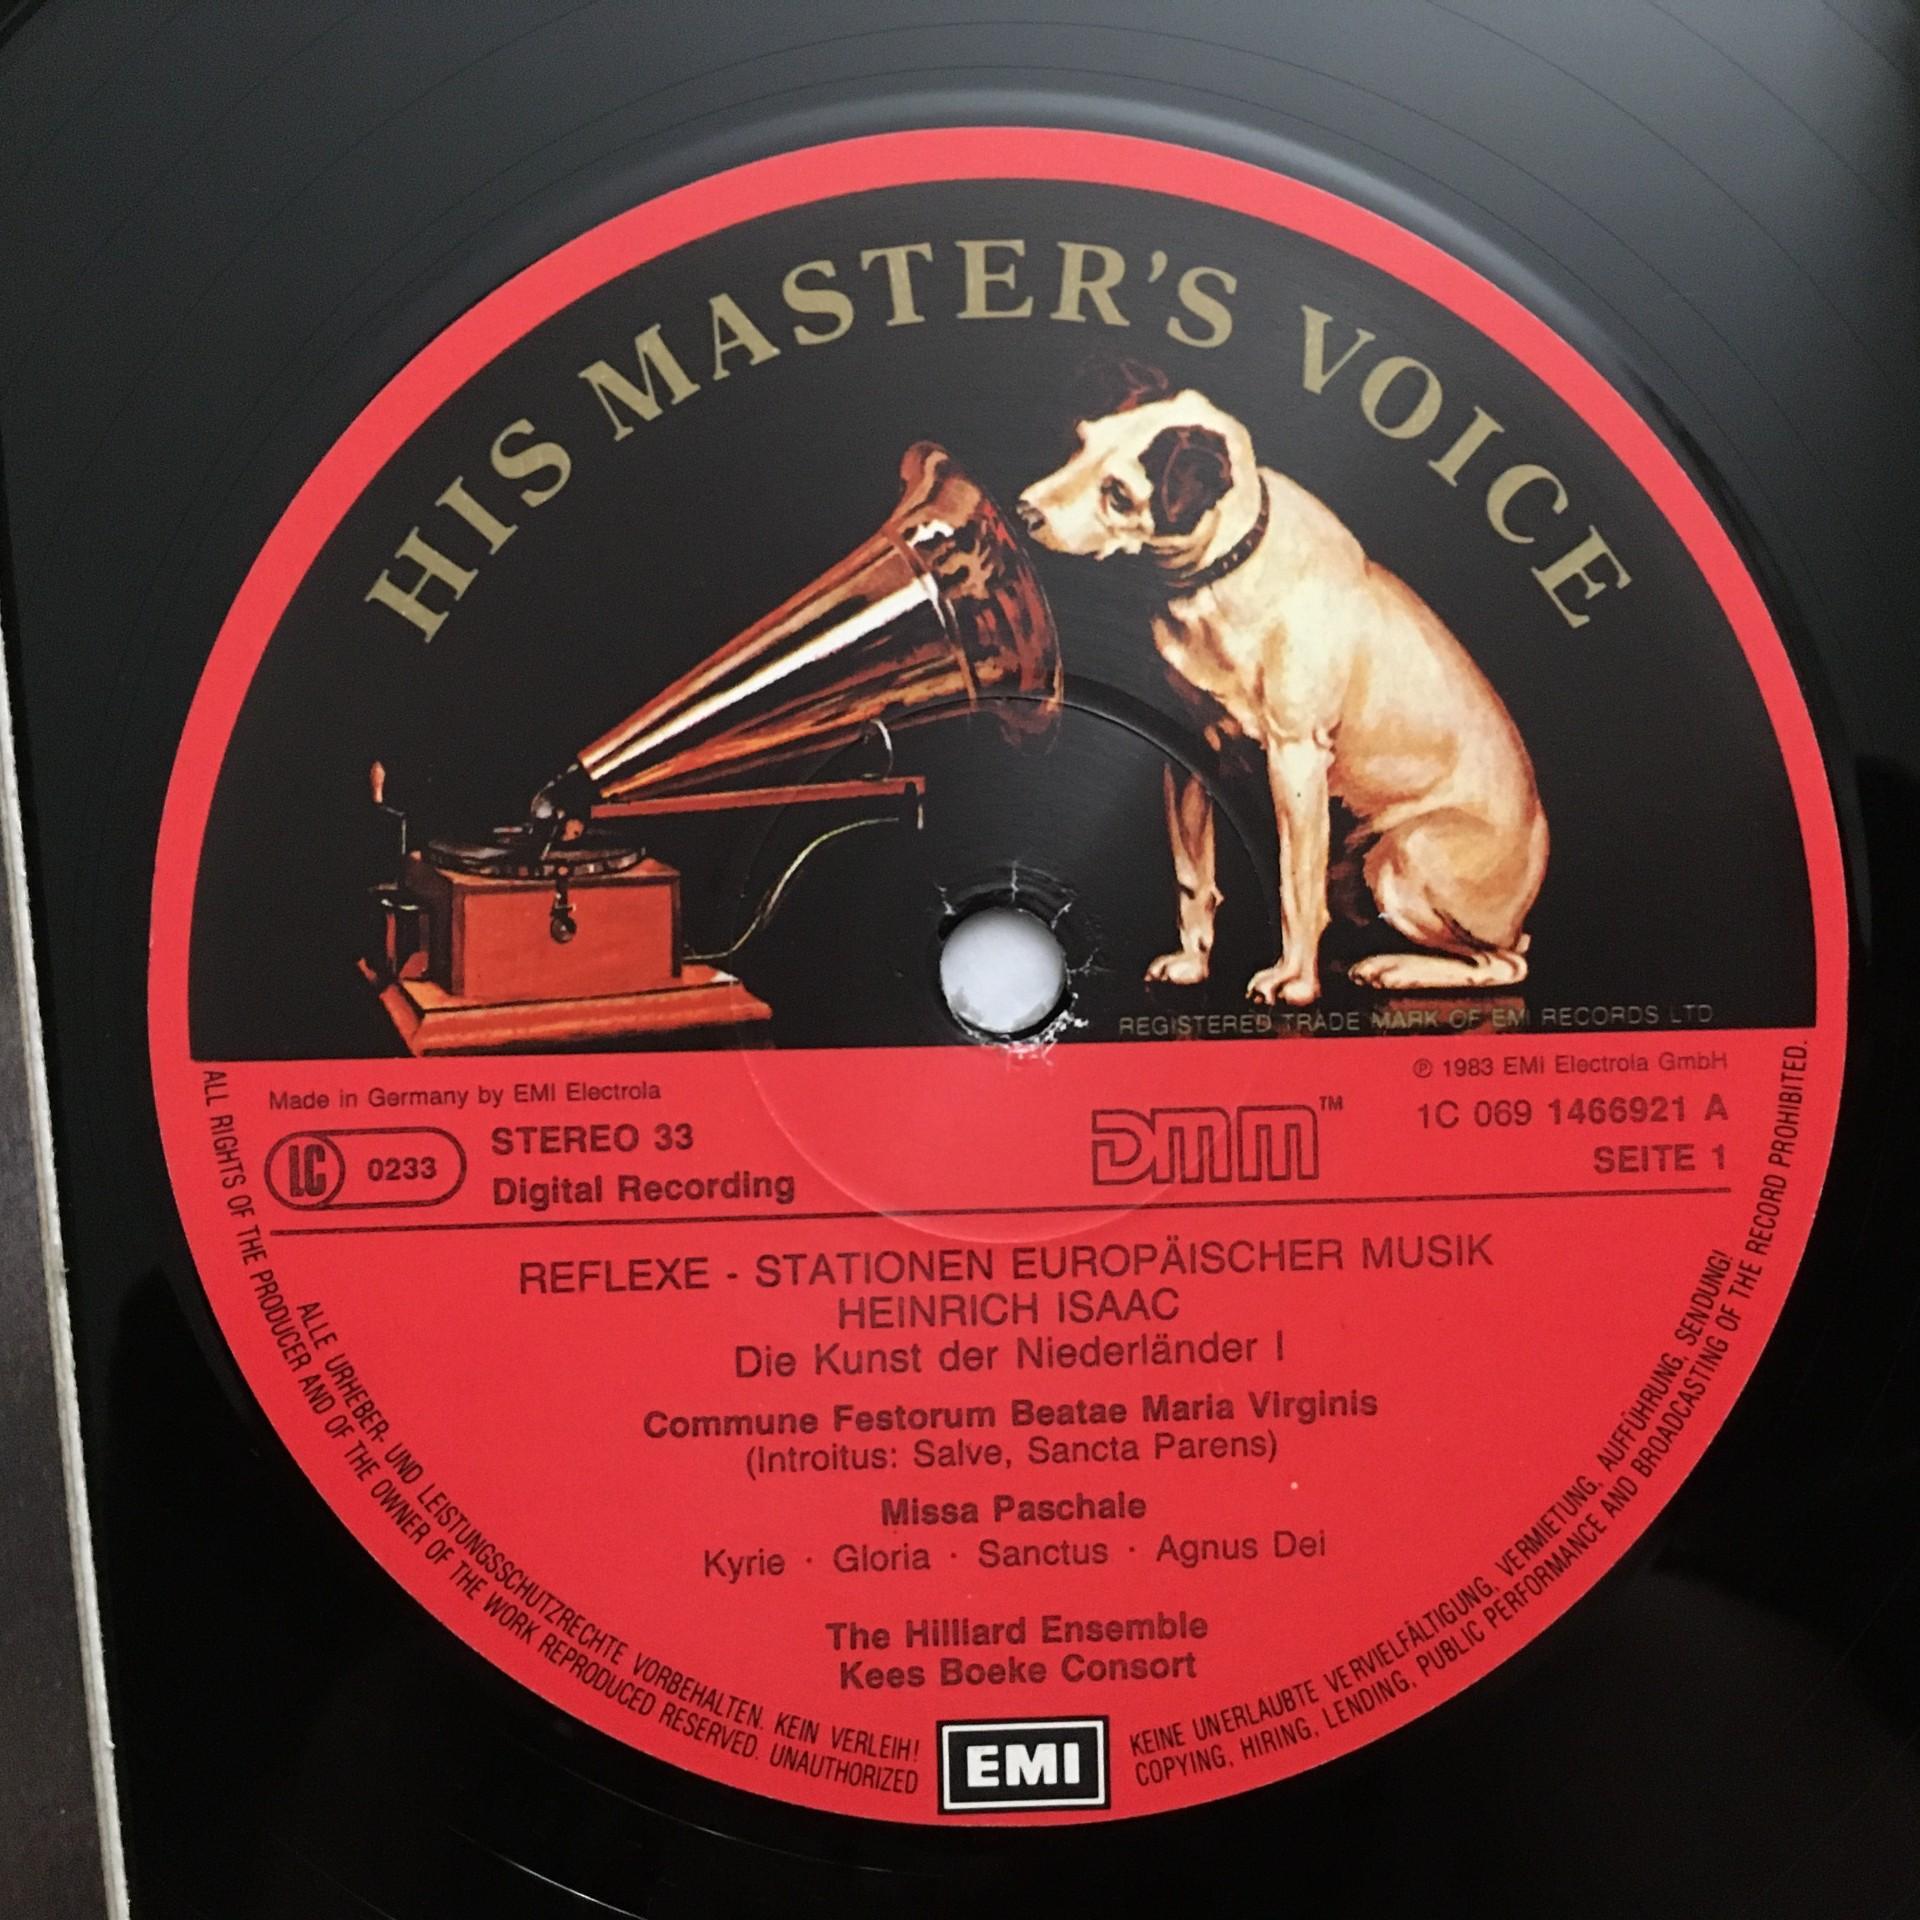 HIS MASTER'S VOICE
REGISTERED TRADE MARK OF EMI RECORDS LTD
Made in Germany by EMI Electrola
℗ 1983 EMI Electrola GmbH
LC 0233
STEREO 33
Digital Recording
DMM™
1C 069 1466921 A
SEITE 1
REFLEXE - STATIONEN EUROPÄISCHER MUSIK
HEINRICH ISAAC
Die Kunst der Niederländer I
Commune Festorum Beatae Maria Virginis
(Introitus: Salve, Sancta Parens)
Missa Paschale
Kyrie · Gloria · Sanctus · Agnus Dei
The Hilliard Ensemble
Kees Boeke Consort
EMI
ALLE URHEBER- UND LEISTUNGSSCHUTZRECHTE VORBEHALTEN. KEIN VERLEIH! KEINE UNERLAUBTE VERVIELFÄLTIGUNG, VERMIETUNG, AUFFÜHRUNG, SENDUNG!
ALL RIGHTS OF THE PRODUCER AND OF THE OWNER OF THE WORK REPRODUCED RESERVED. UNAUTHORIZED COPYING, HIRING, LENDING, PUBLIC PERFORMANCE AND BROADCASTING OF THE RECORD PROHIBITED.